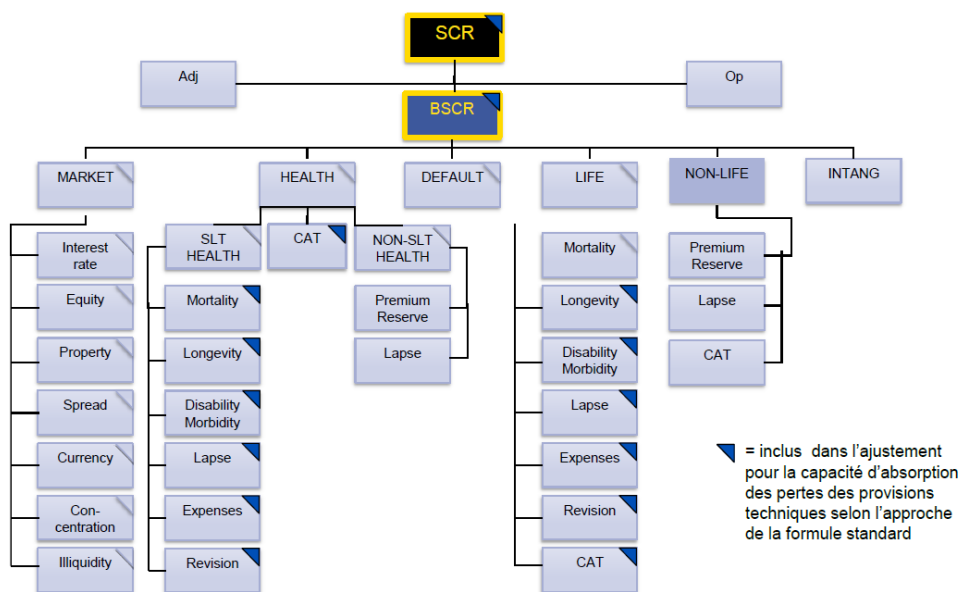 SCR
Adj
Op
BSCR
MARKET
HEALTH
DEFAULT
LIFE
NON-LIFE
INTANG
SLT
HEALTH
CAT
NON-SLT
HEALTH
Interest
rate
Equity
Property
Spread
Currency
Con-
centration
Illiquidity
Mortality
Longevity
Disability
Morbidity
Lapse
Expenses
Revision
Premium
Reserve
Lapse
Mortality
Longevity
Disability
Morbidity
Lapse
Expenses
Revision
CAT
Premium
Reserve
Lapse
CAT
= inclus dans l'ajustement
pour la capacité d'absorption
des pertes des provisions
techniques selon l'approche
de la formule standard